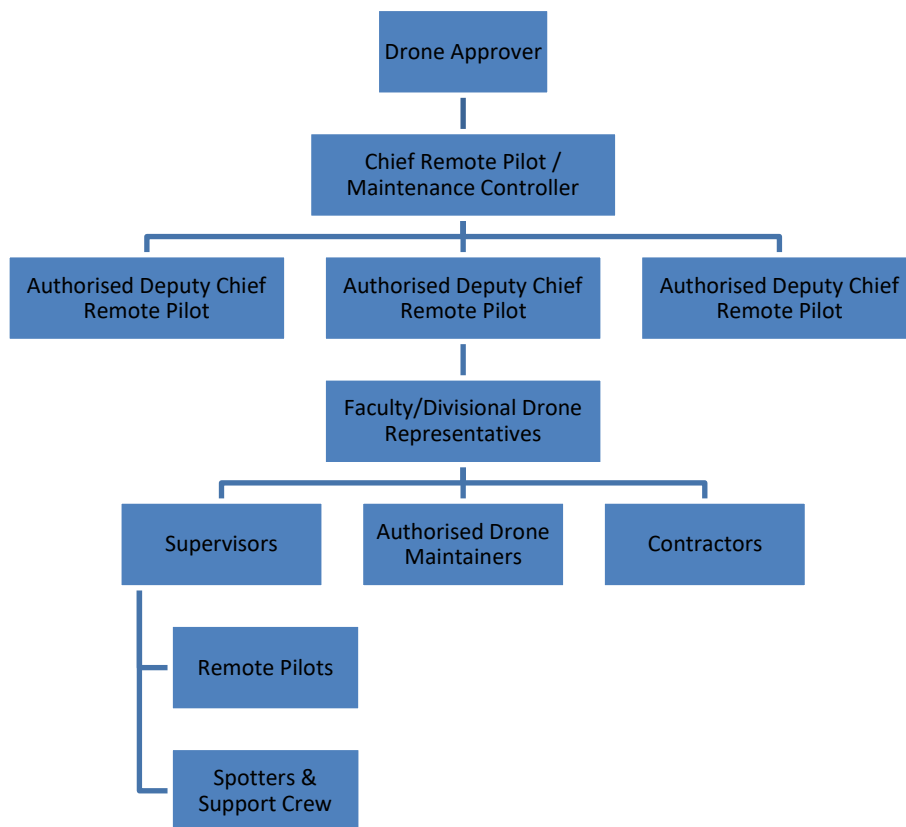 Drone Approver
Chief Remote Pilot /
Maintenance Controller
Authorised Deputy Chief
Remote Pilot
Authorised Deputy Chief
Remote Pilot
Authorised Deputy Chief
Remote Pilot
Faculty/Divisional Drone
Representatives
Supervisors
Authorised Drone
Maintainers
Contractors
Remote Pilots
Spotters &
Support Crew